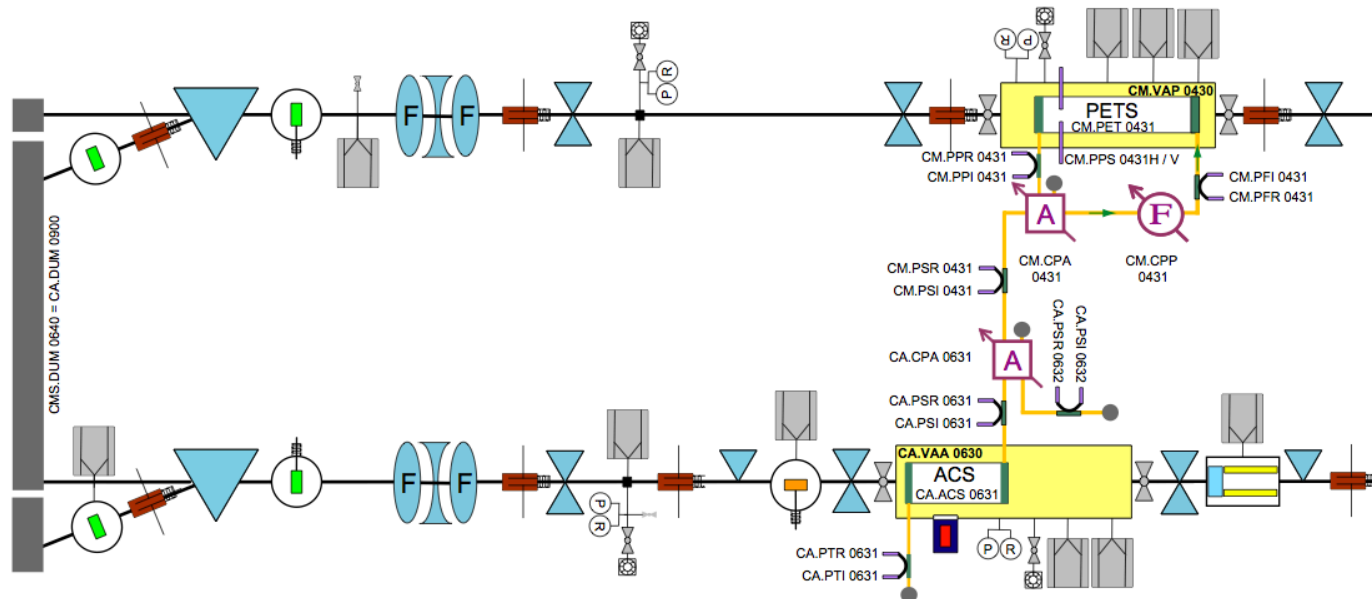 R
P
CM.VAP 0430
R
P
F
F
PETS
CM.PET 0431
CMS.DUM 0640 = CA.DUM 0900
CM.PPR 0431
CM.PPI 0431
CM.PPS 0431H / V
CM.PFI 0431
CM.PFR 0431
A
F
CM.CPA
0431
CM.CPP
0431
CM.PSR 0431
CM.PSI 0431
CA.CPA 0631
A
CA.PSR 0632
CA.PSI 0632
CA.PSR 0631
CA.PSI 0631
CA.VAA 0630
F
F
ACS
CA.ACS 0631
P
R
P
R
CA.PTR 0631
CA.PTI 0631